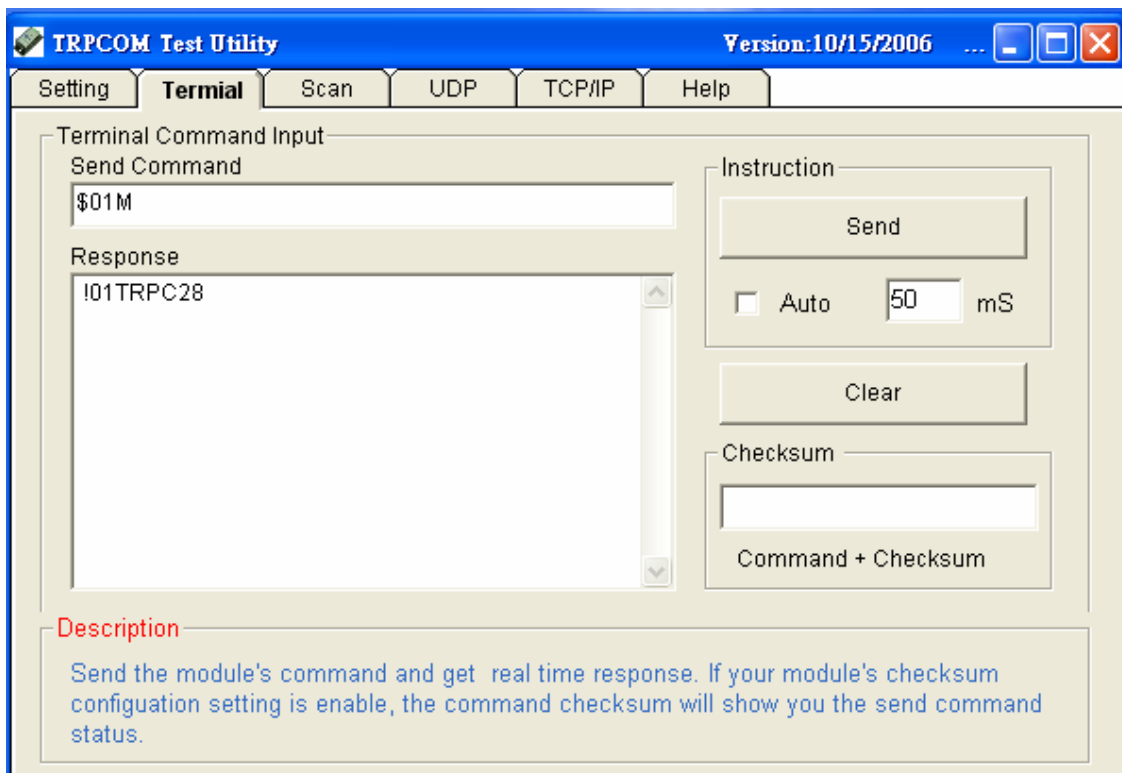 TRPCOM Test Utility Version:10/15/2006 ...
Setting Termial Scan UDP TCP/IP Help
Terminal Command Input
Send Command
$01M
Response
!01TRPC28
Instruction
Send
Auto 50 mS
Clear
Checksum
Command + Checksum
Description
Send the module's command and get real time response. If your module's checksum
configuation setting is enable, the command checksum will show you the send command
status.